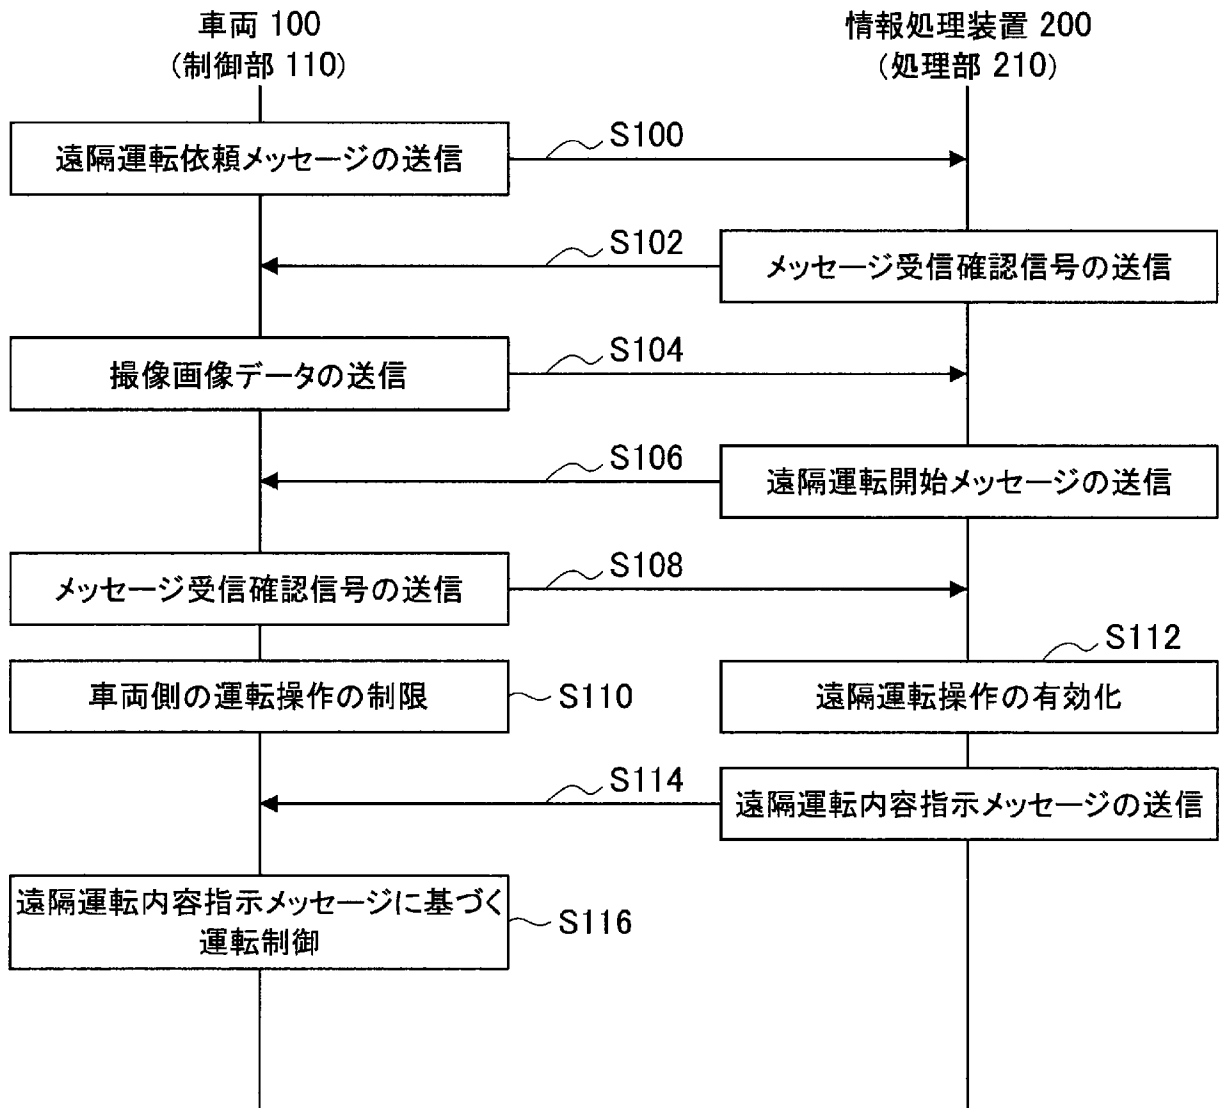 車両 100
(制御部 110)
情報処理装置 200
(処理部 210)
遠隔運転依頼メッセージの送信
S100
S102
メッセージ受信確認信号の送信
撮像画像データの送信
S104
S106
遠隔運転開始メッセージの送信
メッセージ受信確認信号の送信
S108
S112
車両側の運転操作の制限
S110
遠隔運転操作の有効化
S114
遠隔運転内容指示メッセージの送信
遠隔運転内容指示メッセージに基づく
運転制御
S116